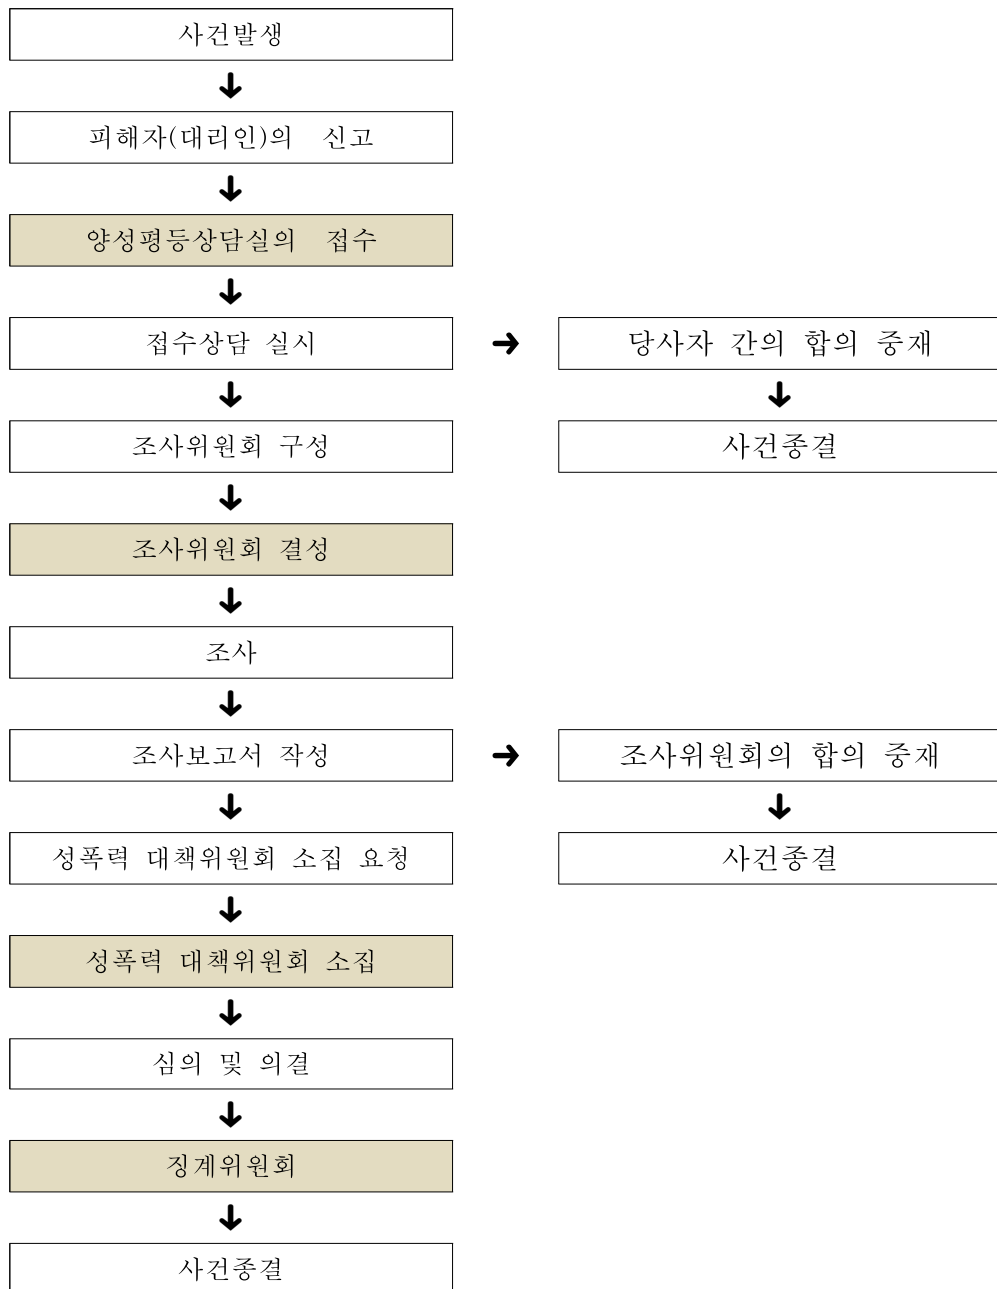 사건발생
피해자(대리인)의 신고
양성평등상담실의 접수
접수상담 실시
당사자 간의 합의 중재
조사위원회 구성
사건종결
조사위원회 결성
조사
조사보고서 작성
조사위원회의 합의 중재
성폭력 대책위원회 소집 요청
사건종결
성폭력 대책위원회 소집
심의 및 의결
징계위원회
사건종결